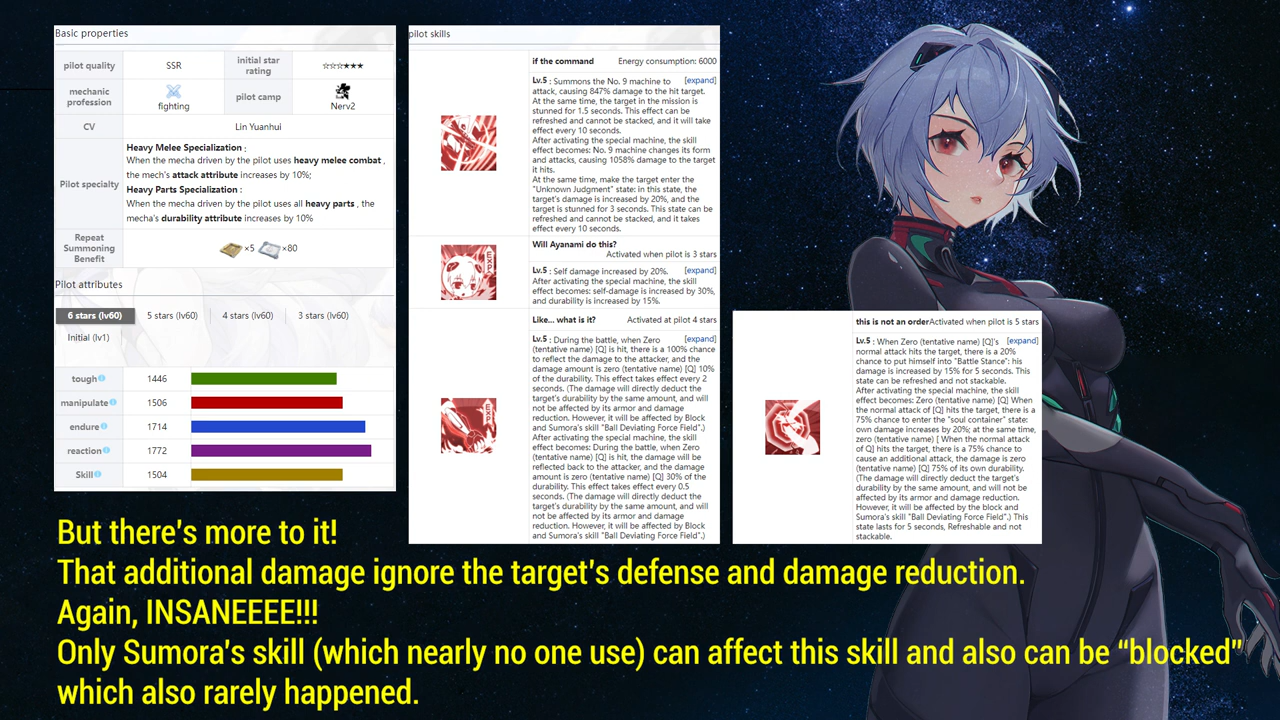 Basic properties
pilot quality
SSR
initial star
rating
☆☆☆★★★
mechanic
profession
fighting
pilot camp
Nerv2
CV
Lin Yuanhui
Pilot specialty
Heavy Melee Specialization :
When the mecha driven by the pilot uses heavy melee combat ,
the mech's attack attribute increases by 10%;
Heavy Parts Specialization :
When the mecha driven by the pilot uses all heavy parts , the
mecha's durability attribute increases by 10%
Repeat
Summoning
Benefit
×5 ×80
Pilot attributes
6 stars (lv60) 5 stars (lv60) 4 stars (lv60) 3 stars (lv60)
Initial (lv1)
tough 1446
manipulate 1506
endure 1714
reaction 1772
Skill 1504
pilot skills
if the command Energy consumption: 6000
Lv.5 : Summons the No. 9 machine to [expand]
attack, causing 847% damage to the hit target.
At the same time, the target in the mission is
stunned for 1.5 seconds. This effect can be
refreshed and cannot be stacked, and it will take
effect every 10 seconds.
After activating the special machine, the skill
effect becomes: No. 9 machine changes its form
and attacks, causing 1058% damage to the target
it hits.
At the same time, make the target enter the
"Unknown Judgment" state: in this state, the
target's damage is increased by 20%, and the
target is stunned for 3 seconds. This state can be
refreshed and cannot be stacked, and it takes
effect every 10 seconds.
Will Ayanami do this?
Activated when pilot is 3 stars
Lv.5 : Self damage increased by 20%. [expand]
After activating the special machine, the skill
effect becomes: self-damage is increased by 30%,
and durability is increased by 15%.
Like... what is it? Activated at pilot 4 stars
Lv.5 : During the battle, when Zero [expand]
(tentative name) [Q] is hit, there is a 100% chance
to reflect the damage to the attacker, and the
damage amount is zero (tentative name) [Q] 10%
of the durability. This effect takes effect every 2
seconds. (The damage will directly deduct the
target's durability by the same amount, and will
not be affected by its armor and damage
reduction. However, it will be affected by Block
and Sumora's skill "Ball Deviating Force Field".)
After activating the special machine, the skill
effect becomes: During the battle, when Zero
(tentative name) [Q] is hit, the damage will be
reflected back to the attacker, and the damage
amount is zero (tentative name) [Q] 30% of the
durability. This effect takes effect every 0.5
seconds. (The damage will directly deduct the
target's durability by the same amount, and will
not be affected by its armor and damage
reduction. However, it will be affected by Block
and Sumora's skill "Ball Deviating Force Field".)
this is not an order Activated when pilot is 5 stars
Lv.5 : When Zero (tentative name) [Q]'s [expand]
normal attack hits the target, there is a 20%
chance to put himself into "Battle Stance": his
damage is increased by 15% for 5 seconds. This
state can be refreshed and not stackable.
After activating the special machine, the skill
effect becomes: Zero (tentative name) [Q] When
the normal attack of [Q] hits the target, there is a
75% chance to enter the "soul container" state:
own damage increases by 20%; at the same time,
zero (tentative name) [ When the normal attack
of Q] hits the target, there is a 75% chance to
cause an additional attack, the damage is zero
(tentative name) [Q] 75% of its own durability.
(The damage will directly deduct the target's
durability by the same amount, and will not be
affected by its armor and damage reduction.
However, it will be affected by the block and
Sumora's skill "Ball Deviating Force Field".) This
state lasts for 5 seconds, Refreshable and not
stackable.
But there's more to it!
That additional damage ignore the target's defense and damage reduction.
Again, INSANEEEE!!!
Only Sumora's skill (which nearly no one use) can affect this skill and also can be “blocked”
which also rarely happened.